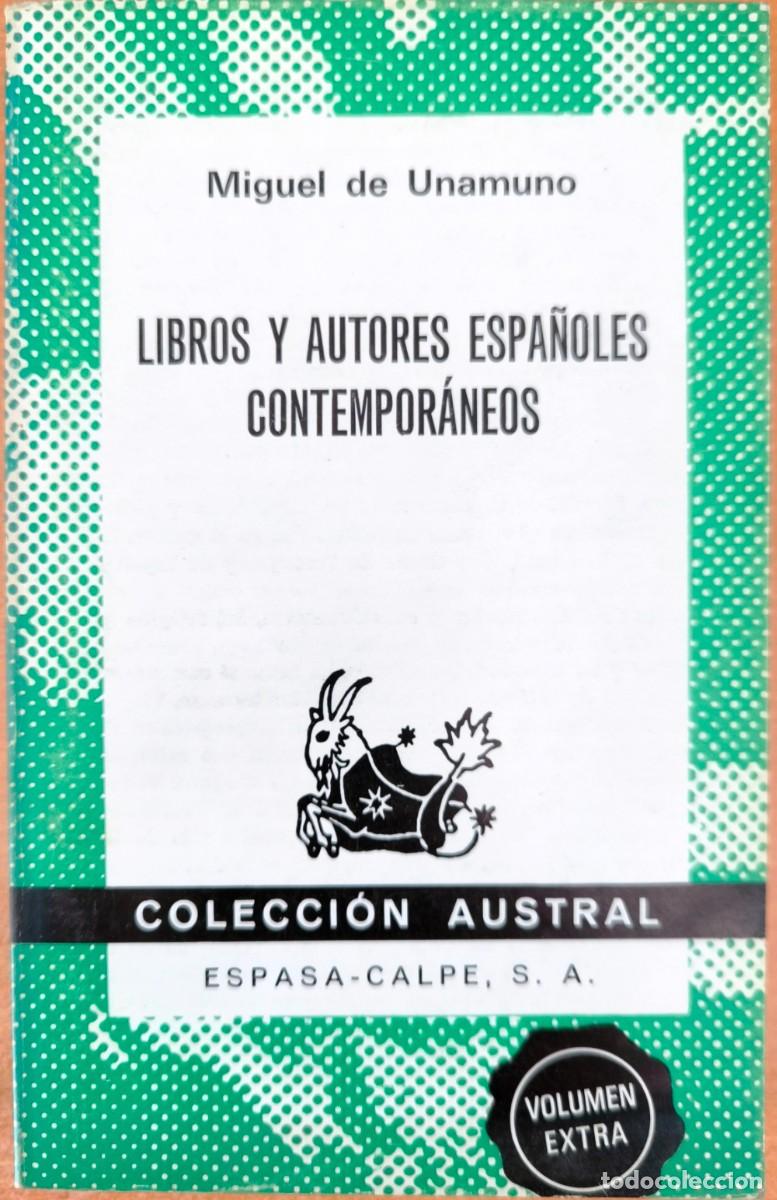 Miguel de Unamuno
LIBROS Y AUTORES ESPAÑOLES
CONTEMPORÁNEOS
COLECCIÓN AUSTRAL
ESPASA-CALPE, S. A.
VOLUMEN
EXTRA
todocoleccion